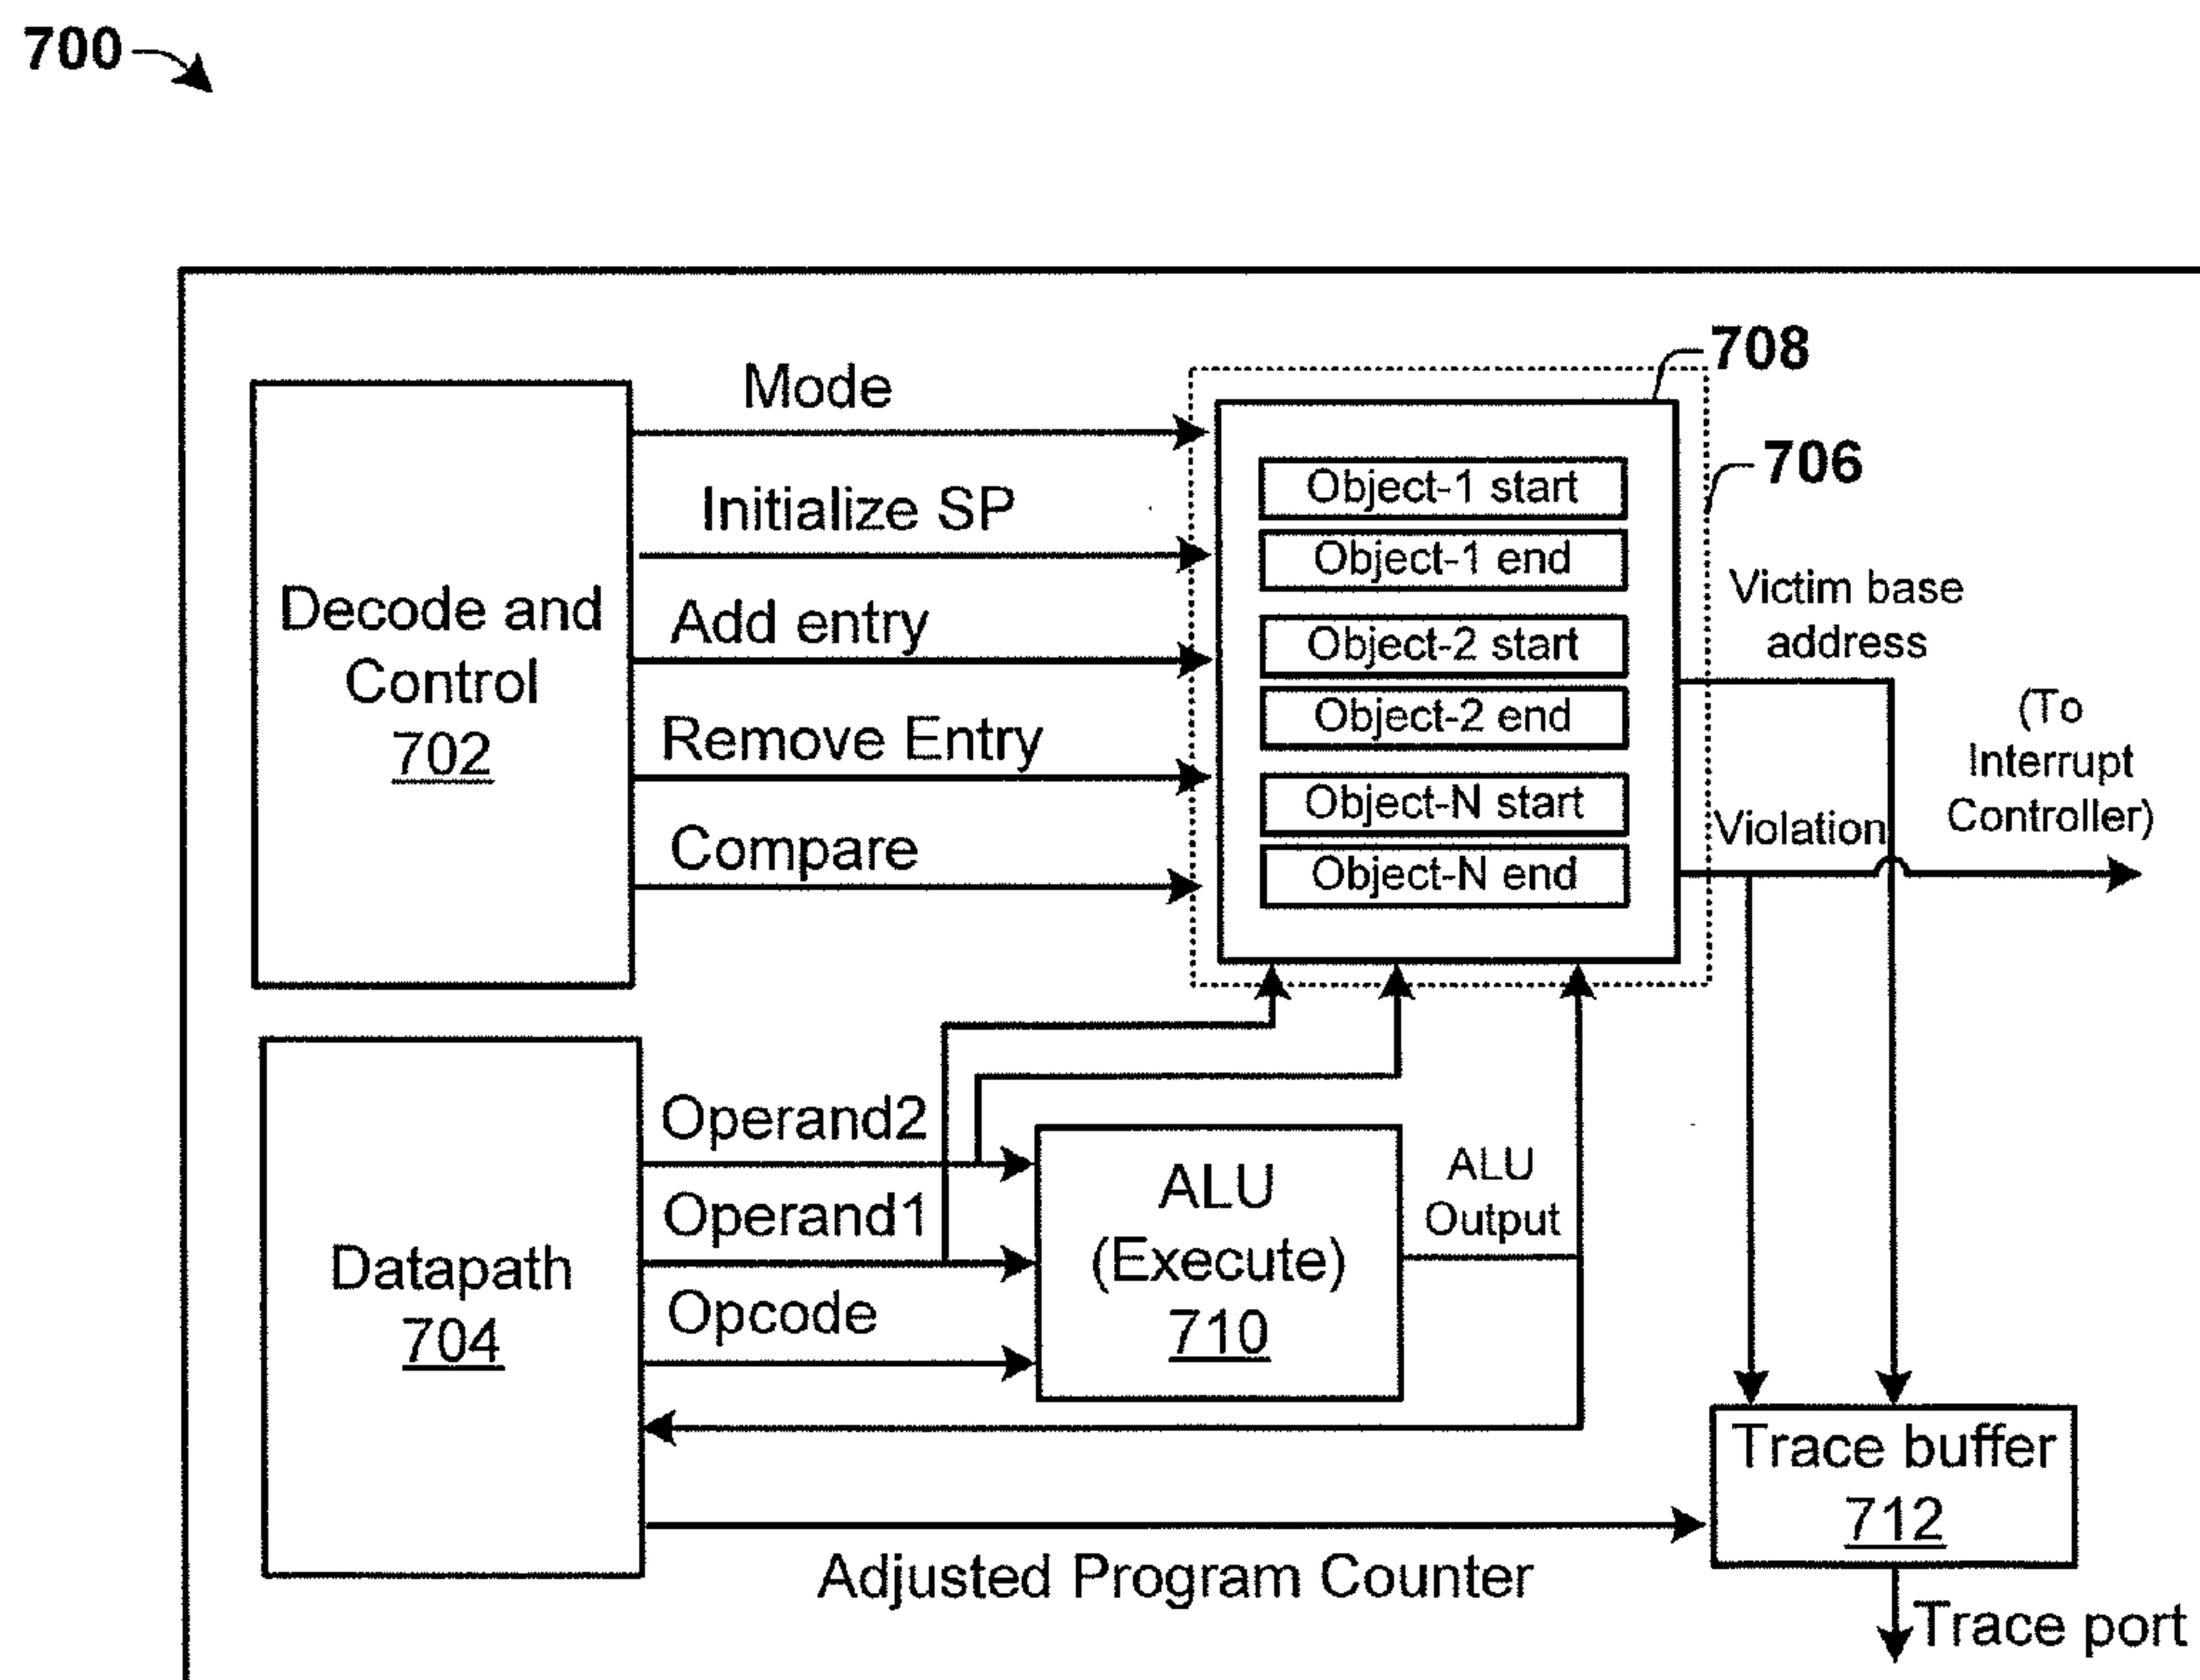 700
708
706
Mode
Initialize SP
Add entry
Remove Entry
Compare
Decode and
Control
702
Object-1 start
Object-1 end
Object-2 start
Object-2 end
Object-N start
Object-N end
Victim base
address
(To
Interrupt
Controller)
Violation
Datapath
704
Operand2
Operand1
Opcode
ALU
(Execute)
710
ALU
Output
Trace buffer
712
Adjusted Program Counter
Trace port